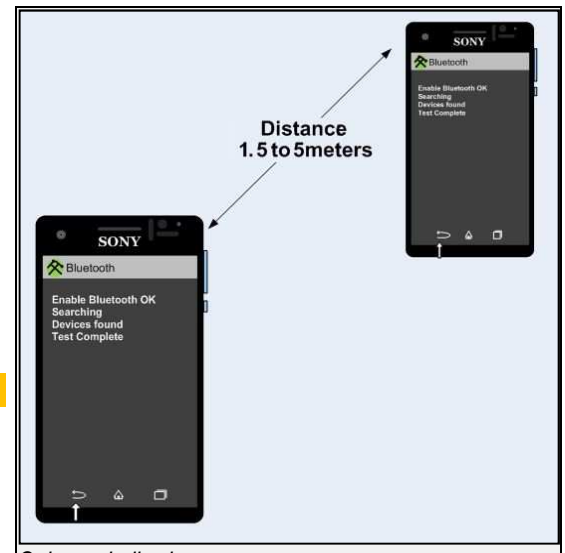 SONY
Bluetooth
Enable Bluetooth OK
Searching
Devices found
Test Complete
Distance
1.5 to 5meters
SONY
Bluetooth
Enable Bluetooth OK
Searching
Devices found
Test Complete